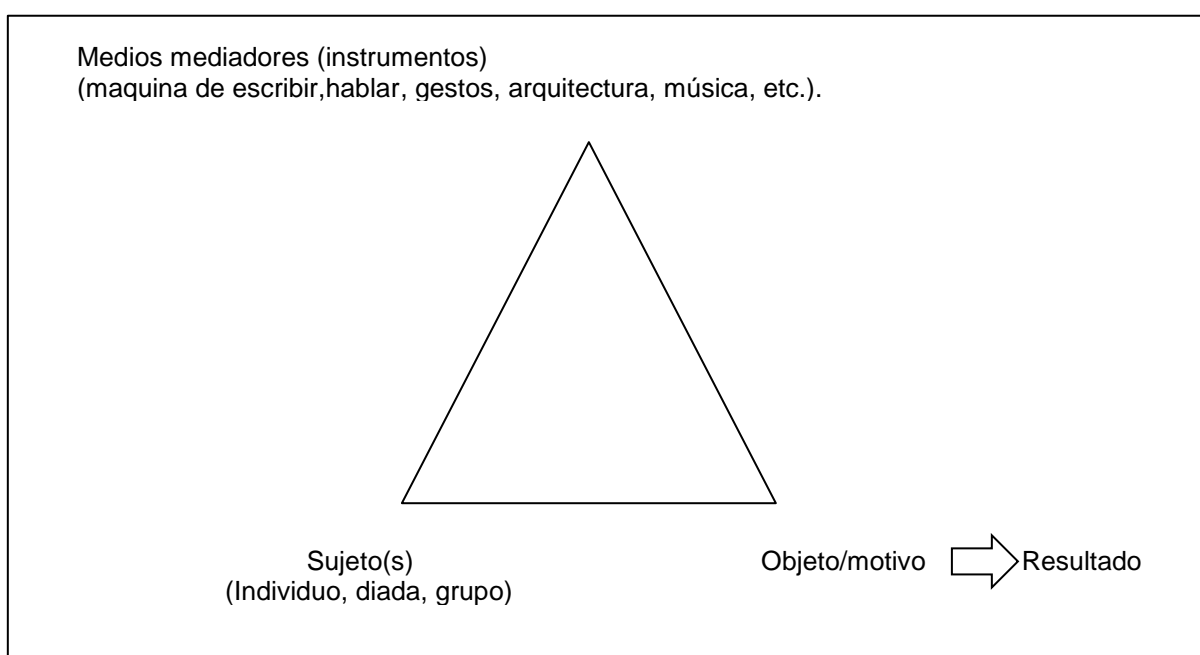 Medios mediadores (instrumentos)
(maquina de escribir,hablar, gestos, arquitectura, música, etc.).
Sujeto(s)
(Individuo, diada, grupo)
Objeto/motivo
Resultado